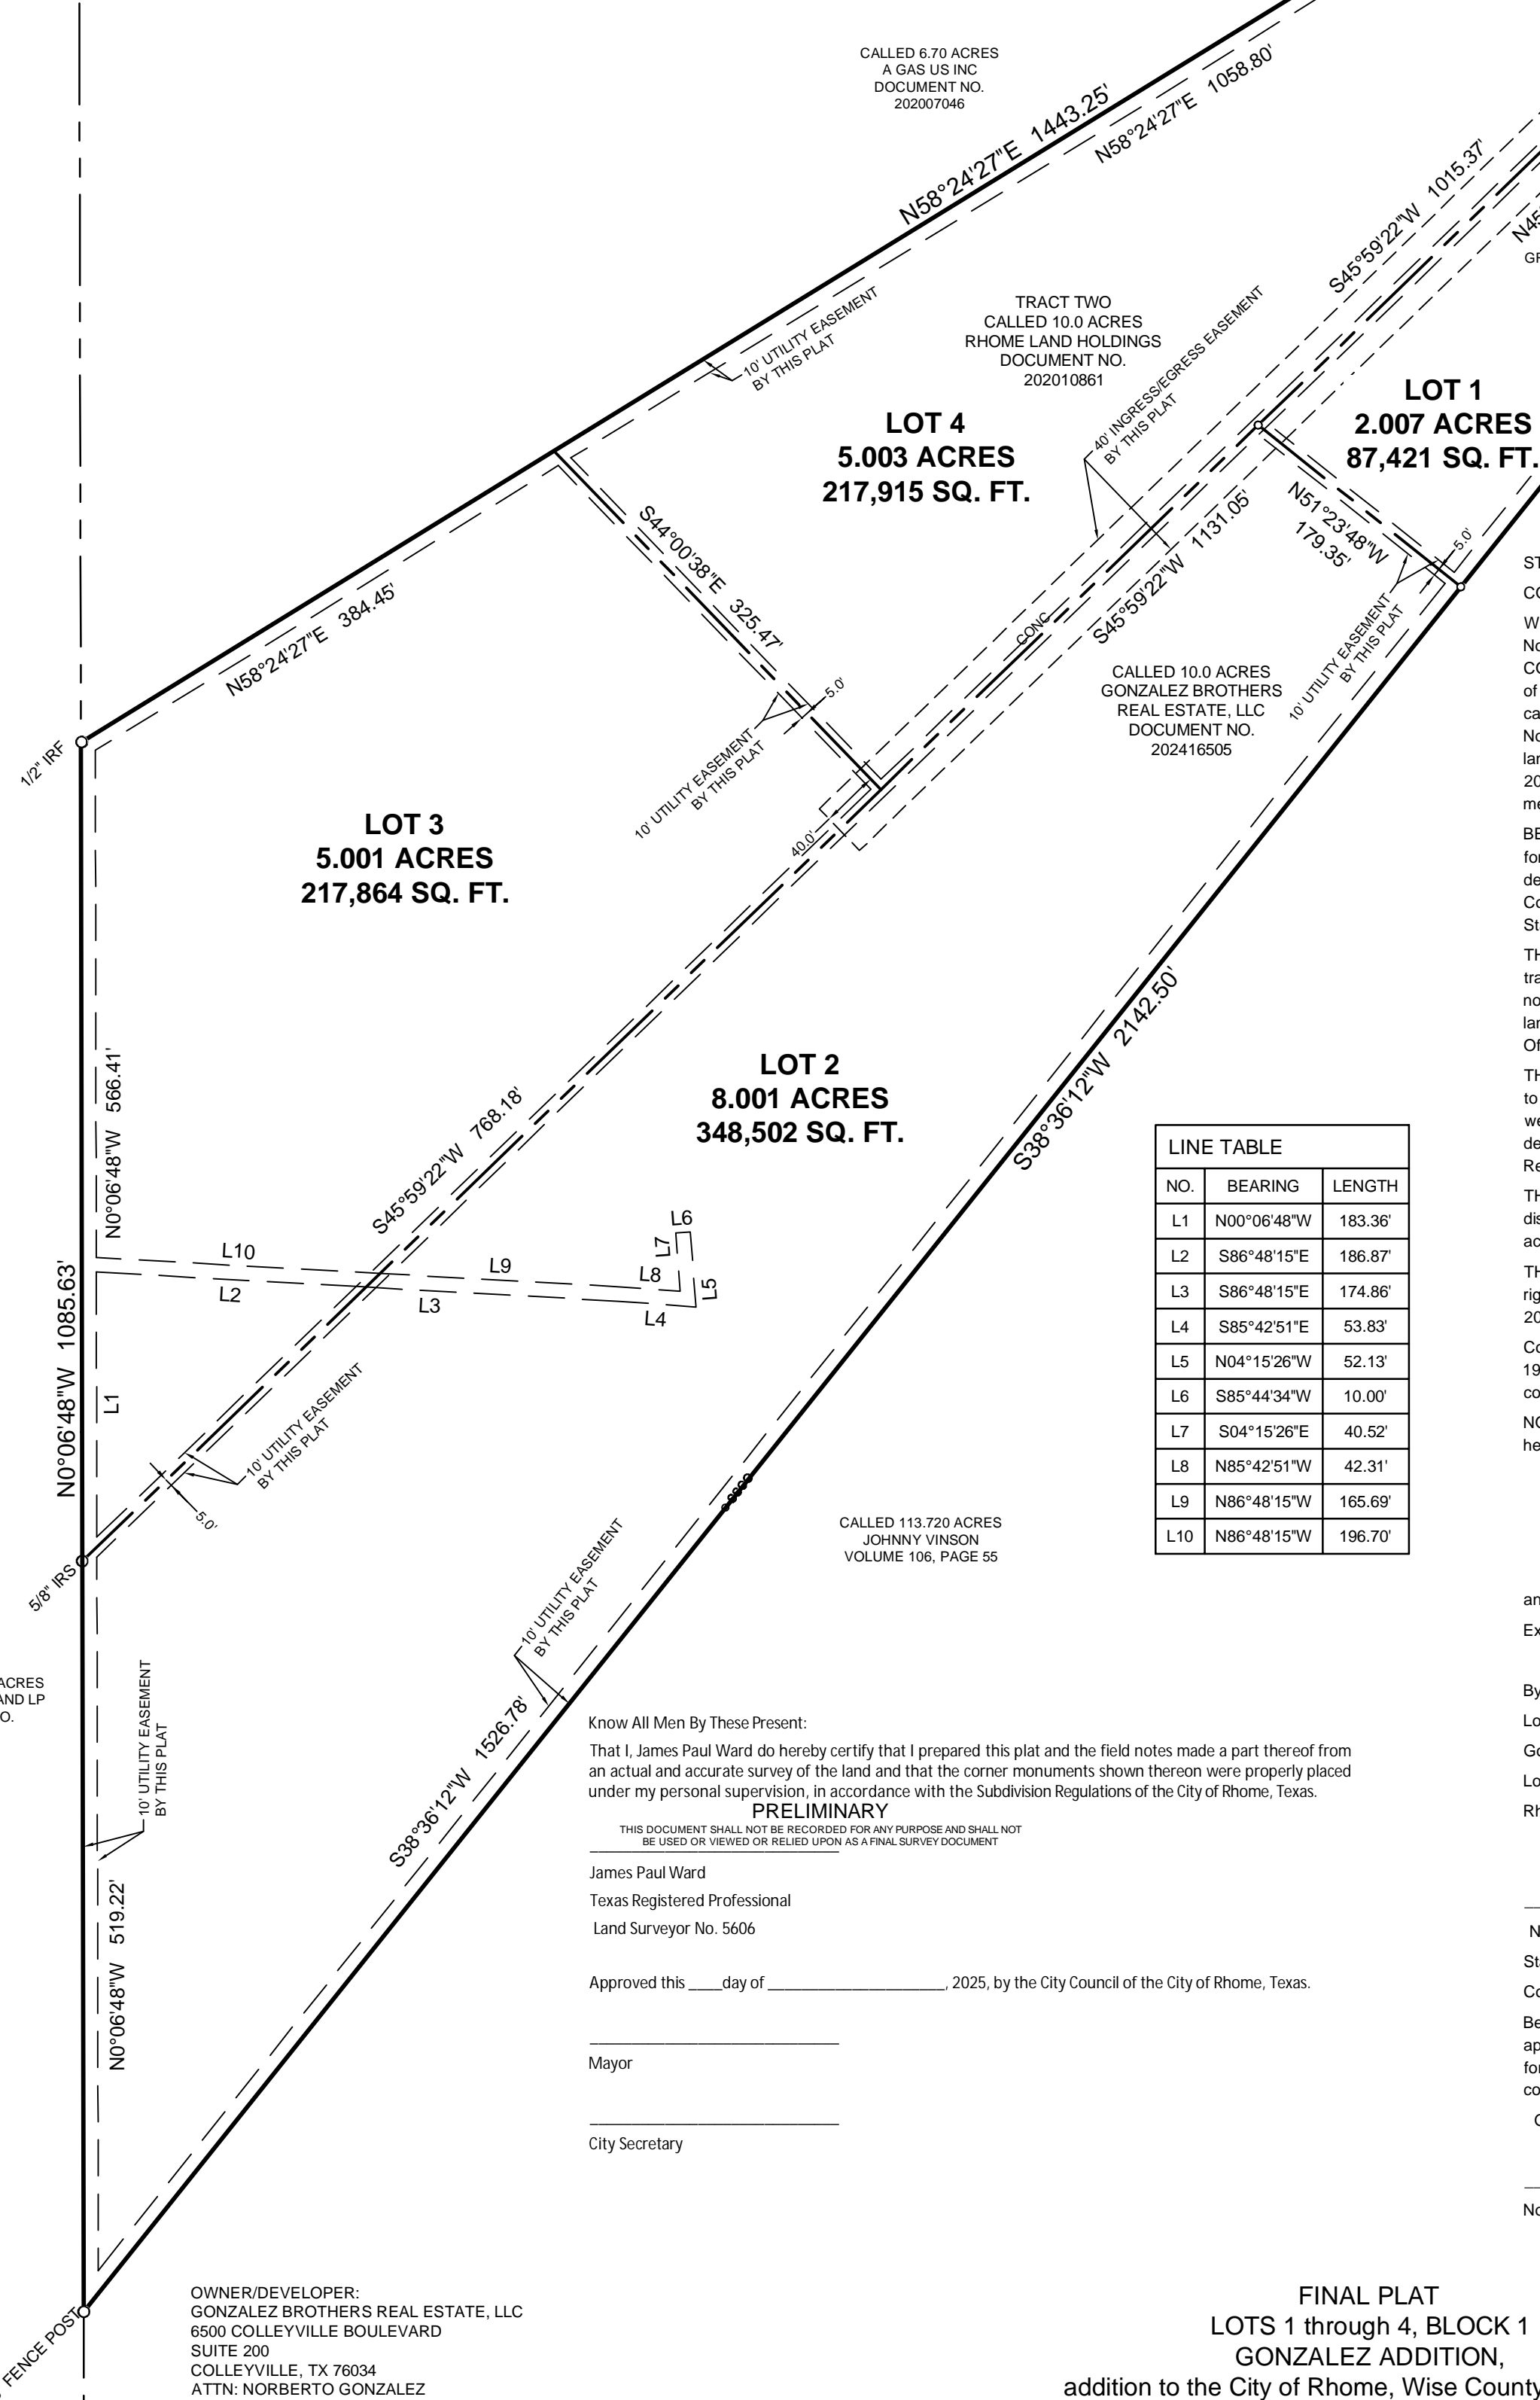 CALLED 6.70 ACRES
A GAS US INC
DOCUMENT NO.
202007046
N58°24'27"E 1443.25'
N58°24'27"E 1058.80'
S45°59'22"W 1015.37'
N45°
GR
10' UTILITY EASEMENT
BY THIS PLAT
TRACT TWO
CALLED 10.0 ACRES
RHOME LAND HOLDINGS
DOCUMENT NO.
202010861
40' INGRESS/EGRESS EASEMENT
BY THIS PLAT
LOT 4
5.003 ACRES
217,915 SQ. FT.
LOT 1
2.007 ACRES
87,421 SQ. FT.
S44°00'38"E 325.47'
N51°23'48"W
179.35'
5.0'
S45°59'22"W 1131.05'
CONC
10' UTILITY EASEMENT
BY THIS PLAT
N58°24'27"E 384.45'
CALLED 10.0 ACRES
GONZALEZ BROTHERS
REAL ESTATE, LLC
DOCUMENT NO.
202416505
5.0'
10' UTILITY EASEMENT
BY THIS PLAT
40.0'
1/2" IRF
LOT 3
5.001 ACRES
217,864 SQ. FT.
N0°06'48"W 566.41'
S45°59'22"W 768.18'
LOT 2
8.001 ACRES
348,502 SQ. FT.
S38°36'12"W 2142.50'
LINE TABLE
NO. BEARING LENGTH
L1 N00°06'48"W 183.36'
L2 S86°48'15"E 186.87'
L3 S86°48'15"E 174.86'
L4 S85°42'51"E 53.83'
L5 N04°15'26"W 52.13'
L6 S85°44'34"W 10.00'
L7 S04°15'26"E 40.52'
L8 N85°42'51"W 42.31'
L9 N86°48'15"W 165.69'
L10 N86°48'15"W 196.70'
L6
L7
L10
L9
L8
L5
L2
L3
L4
L1
N0°06'48"W 1085.63'
10' UTILITY EASEMENT
BY THIS PLAT
5.0'
5/8" IRS
CALLED 113.720 ACRES
JOHNNY VINSON
VOLUME 106, PAGE 55
10' UTILITY EASEMENT
BY THIS PLAT
ACRES
AND LP
O.
10' UTILITY EASEMENT
BY THIS PLAT
S38°36'12"W 1526.78'
N0°06'48"W 519.22'
Know All Men By These Present:
That I, James Paul Ward do hereby certify that I prepared this plat and the field notes made a part thereof from
an actual and accurate survey of the land and that the corner monuments shown thereon were properly placed
under my personal supervision, in accordance with the Subdivision Regulations of the City of Rhome, Texas.
PRELIMINARY
THIS DOCUMENT SHALL NOT BE RECORDED FOR ANY PURPOSE AND SHALL NOT
BE USED OR VIEWED OR RELIED UPON AS A FINAL SURVEY DOCUMENT
James Paul Ward
Texas Registered Professional
Land Surveyor No. 5606
Approved this ____day of ____________________, 2025, by the City Council of the City of Rhome, Texas.
Mayor
City Secretary
FENCE POST
OWNER/DEVELOPER:
GONZALEZ BROTHERS REAL ESTATE, LLC
6500 COLLEYVILLE BOULEVARD
SUITE 200
COLLEYVILLE, TX 76034
ATTN: NORBERTO GONZALEZ
FINAL PLAT
LOTS 1 through 4, BLOCK 1
GONZALEZ ADDITION,
addition to the City of Rhome, Wise County